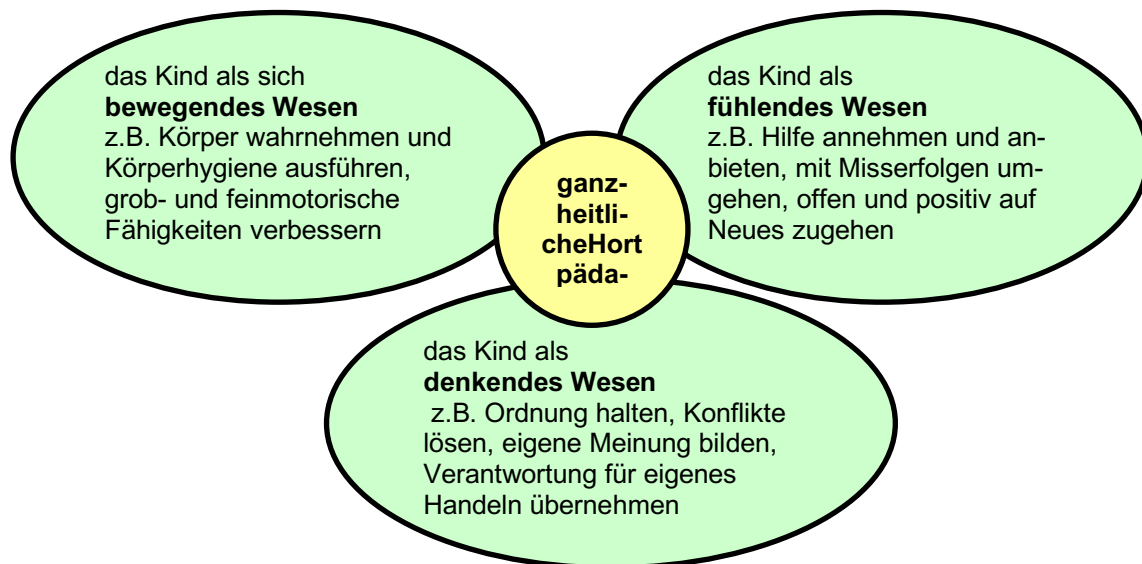 das Kind als sich
bewegendes Wesen
z.B. Körper wahrnehmen und
Körperhygiene ausführen,
grob- und feinmotorische
Fähigkeiten verbessern
das Kind als
fühlendes Wesen
z.B. Hilfe annehmen und an-
bieten, mit Misserfolgen um-
gehen, offen und positiv auf
Neues zugehen
ganz-
heitli-
cheHort
päda-
das Kind als
denkendes Wesen
z.B. Ordnung halten, Konflikte
lösen, eigene Meinung bilden,
Verantwortung für eigenes
Handeln übernehmen